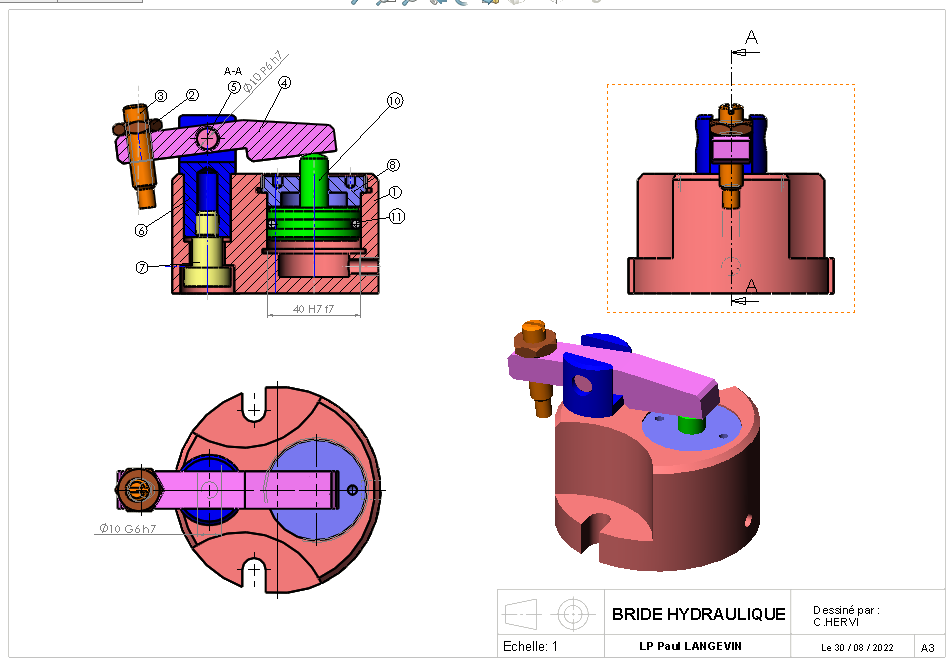 A
A-A
Ø10 P6h7
3
2
5
4
10
8
1
11
6
7
40 H7 f7
A
Ø10 G6h7
BRIDE HYDRAULIQUE
Dessiné par :
C.HERVI
Echelle: 1
LP Paul LANGEVIN
Le 30 / 08 / 2022
A3